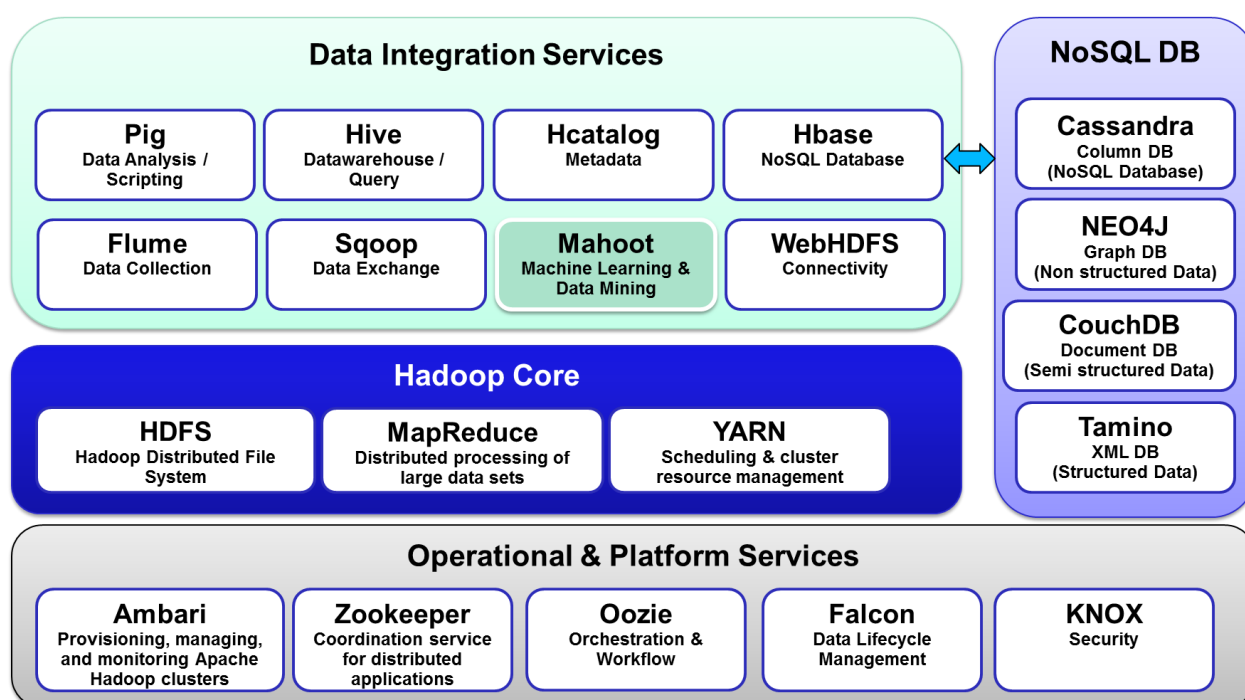 Data Integration Services
Pig
Data Analysis /
Scripting
Hive
Datawarehouse /
Query
Hcatalog
Metadata
Hbase
NoSQL Database
Flume
Data Collection
Sqoop
Data Exchange
Mahoot
Machine Learning &
Data Mining
WebHDFS
Connectivity
NoSQL DB
Cassandra
Column DB
(NoSQL Database)
NEO4J
Graph DB
(Non structured Data)
CouchDB
Document DB
(Semi structured Data)
Tamino
XML DB
(Structured Data)
Hadoop Core
HDFS
Hadoop Distributed File
System
MapReduce
Distributed processing of
large data sets
YARN
Scheduling & cluster
resource management
Operational & Platform Services
Ambari
Provisioning, managing,
and monitoring Apache
Hadoop clusters
Zookeeper
Coordination service
for distributed
applications
Oozie
Orchestration &
Workflow
Falcon
Data Lifecycle
Management
KNOX
Security